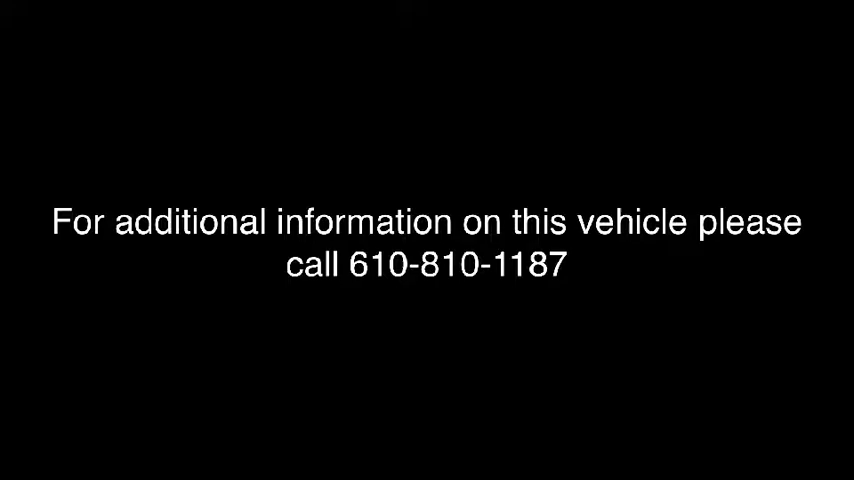 For additional information on this vehicle please
call 610-810-1187